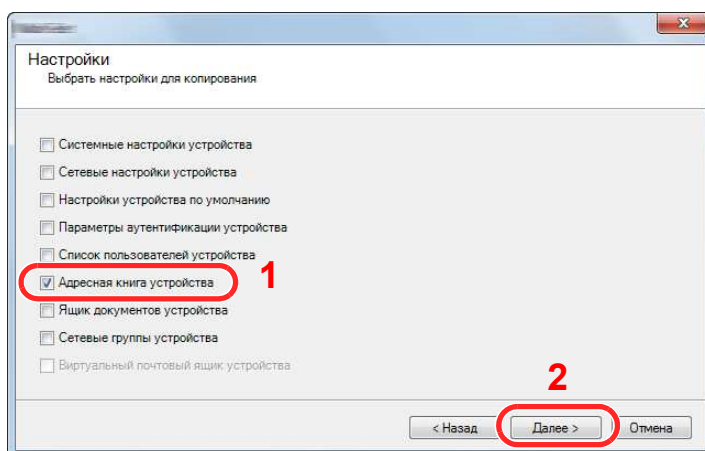 Настройки
Выбрать настройки для копирования
Системные настройки устройства
Сетевые настройки устройства
Настройки устройства по умолчанию
Параметры аутентификации устройства
Список пользователей устройства
Адресная книга устройства 1
Ящик документов устройства
Сетевые группы устройства
Виртуальный почтовый ящик устройства
2
< Назад Далее > Отмена